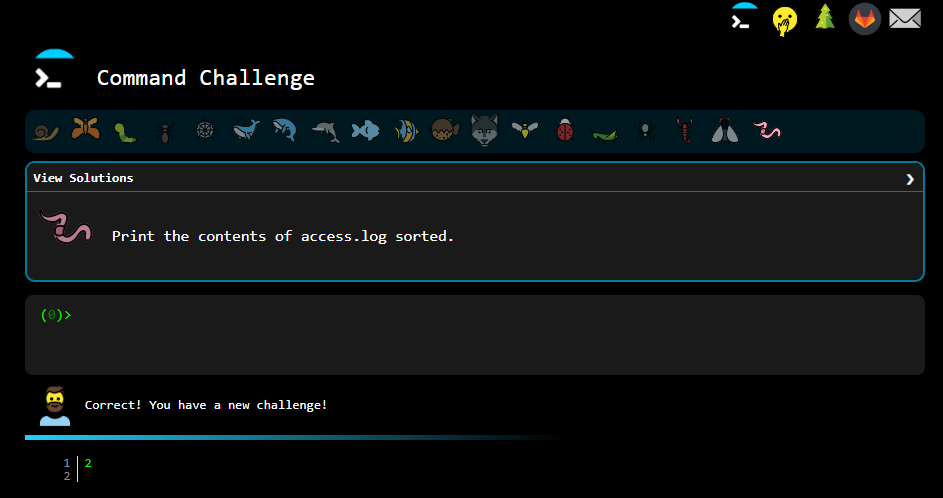 Command Challenge
View Solutions
Print the contents of access.log sorted.
(0)>
Correct! You have a new challenge!
1 2
2